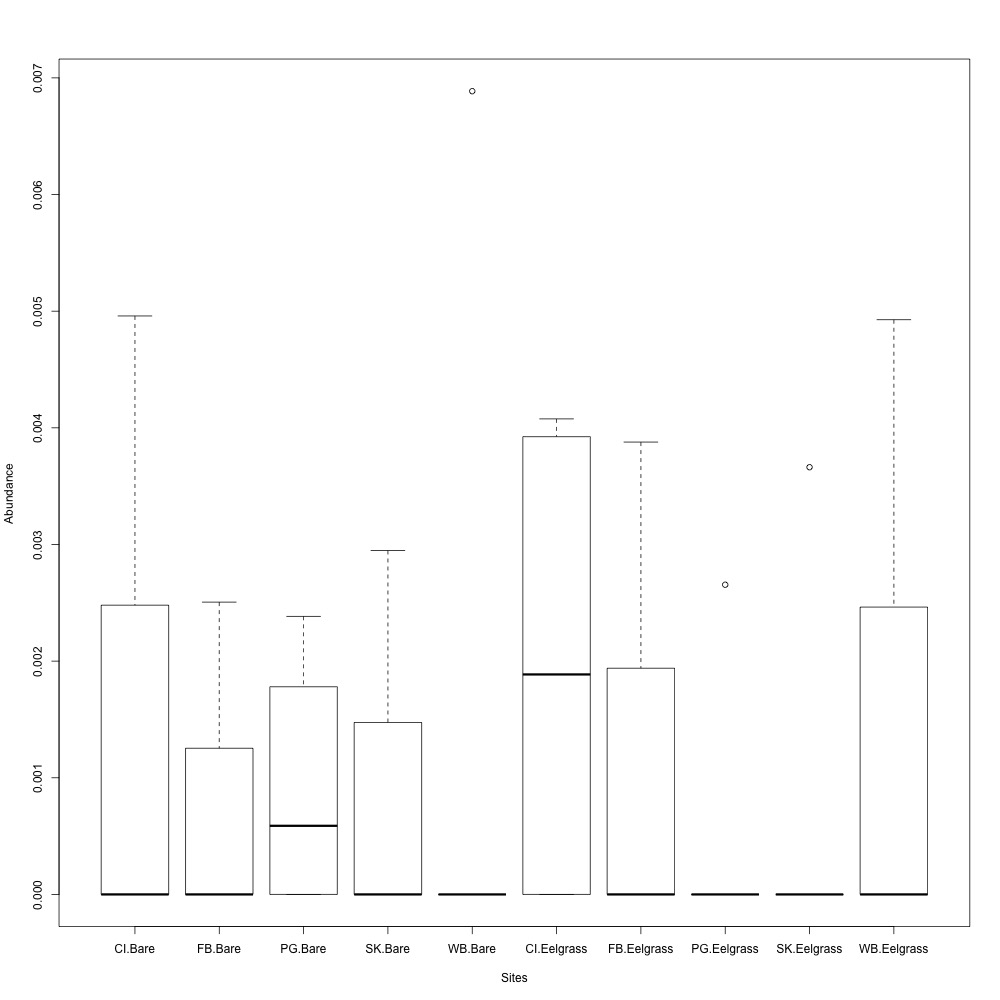 Abundance
0.007
0.006
0.005
0.004
0.003
0.002
0.001
0.000
CI.Bare FB.Bare PG.Bare SK.Bare WB.Bare CI.Eelgrass FB.Eelgrass PG.Eelgrass SK.Eelgrass WB.Eelgrass
Sites